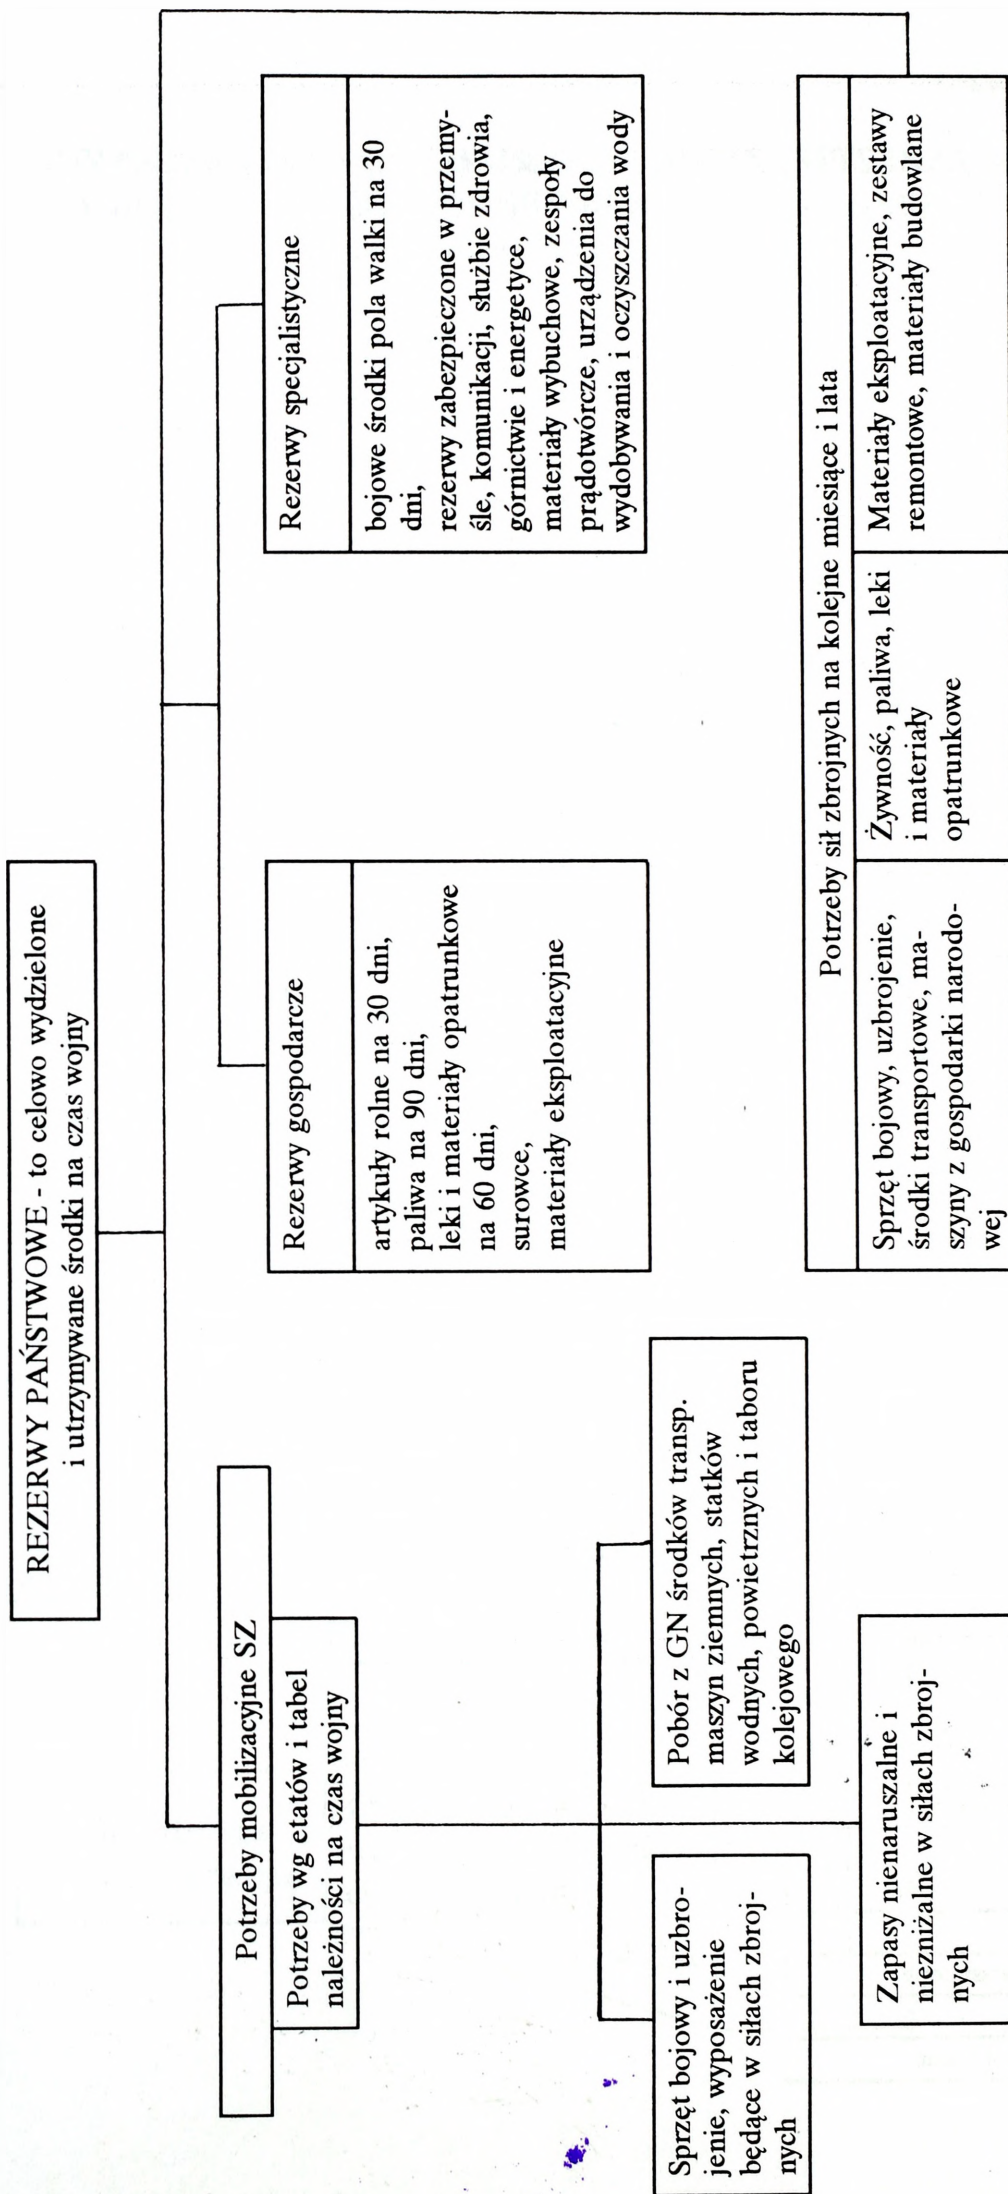 REZERWY PAŃSTWOWE - to celowo wydzielone
i utrzymywane środki na czas wojny
Potrzeby mobilizacyjne SZ
Potrzeby wg etatów i tabel
należności na czas wojny
Sprzęt bojowy i uzbro-
jenie, wyposażenie
będące w siłach zbroj-
nych
Pobór z GN środków transp.
maszyn ziemnych, statków
wodnych, powietrznych i taboru
kolejowego
Zapasy nienaruszalne i
niezniżalne w siłach zbroj-
nych
Rezerwy gospodarcze
artykuły rolne na 30 dni,
paliwa na 90 dni,
leki i materiały opatrunkowe
na 60 dni,
surowce,
materiały eksploatacyjne
Rezerwy specjalistyczne
bojowe środki pola walki na 30
dni,
rezerwy zabezpieczone w przemy-
śle, komunikacji, służbie zdrowia,
górnictwie i energetyce,
materiały wybuchowe, zespoły
prądotwórcze, urządzenia do
wydobywania i oczyszczania wody
Potrzeby sił zbrojnych na kolejne miesiące i lata
Sprzęt bojowy, uzbrojenie,
środki transportowe, ma-
szyny z gospodarki narodo-
wej
Żywność, paliwa, leki
i materiały
opatrunkowe
Materiały eksploatacyjne, zestawy
remontowe, materiały budowlane